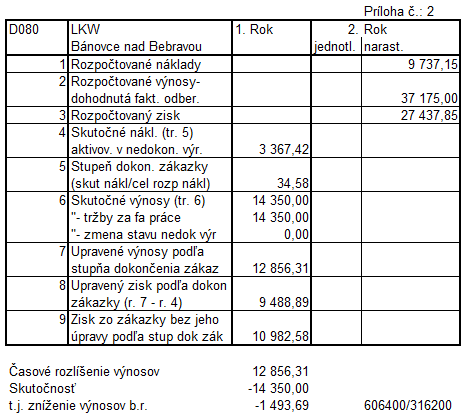 Príloha č.: 2
D080 LKW 1. Rok 2. Rok
Bánovce nad Bebravou jednotl. narast.
1 Rozpočtované náklady 9 737,15
2 Rozpočtované výnosy-
dohodnutá fakt. odber. 37 175,00
3 Rozpočtovaný zisk 27 437,85
4 Skutočné nákl. (tr. 5)
aktivov. v nedokon. výr. 3 367,42
5 Stupeň dokon. zákazky
(skut nákl/cel rozp nákl) 34,58
6 Skutočné výnosy (tr. 6) 14 350,00
"- tržby za fa práce 14 350,00
"- zmena stavu nedok výr 0,00
7 Upravené výnosy podľa
stupňa dokončenia zákaz 12 856,31
8 Upravený zisk podľa dokon
zákazky (r. 7 - r. 4) 9 488,89
9 Zisk zo zákazky bez jeho
úpravy podľa stup dok zák 10 982,58
Časové rozlíšenie výnosov 12 856,31
Skutočnosť -14 350,00
t.j. zníženie výnosov b.r. -1 493,69 606400/316200